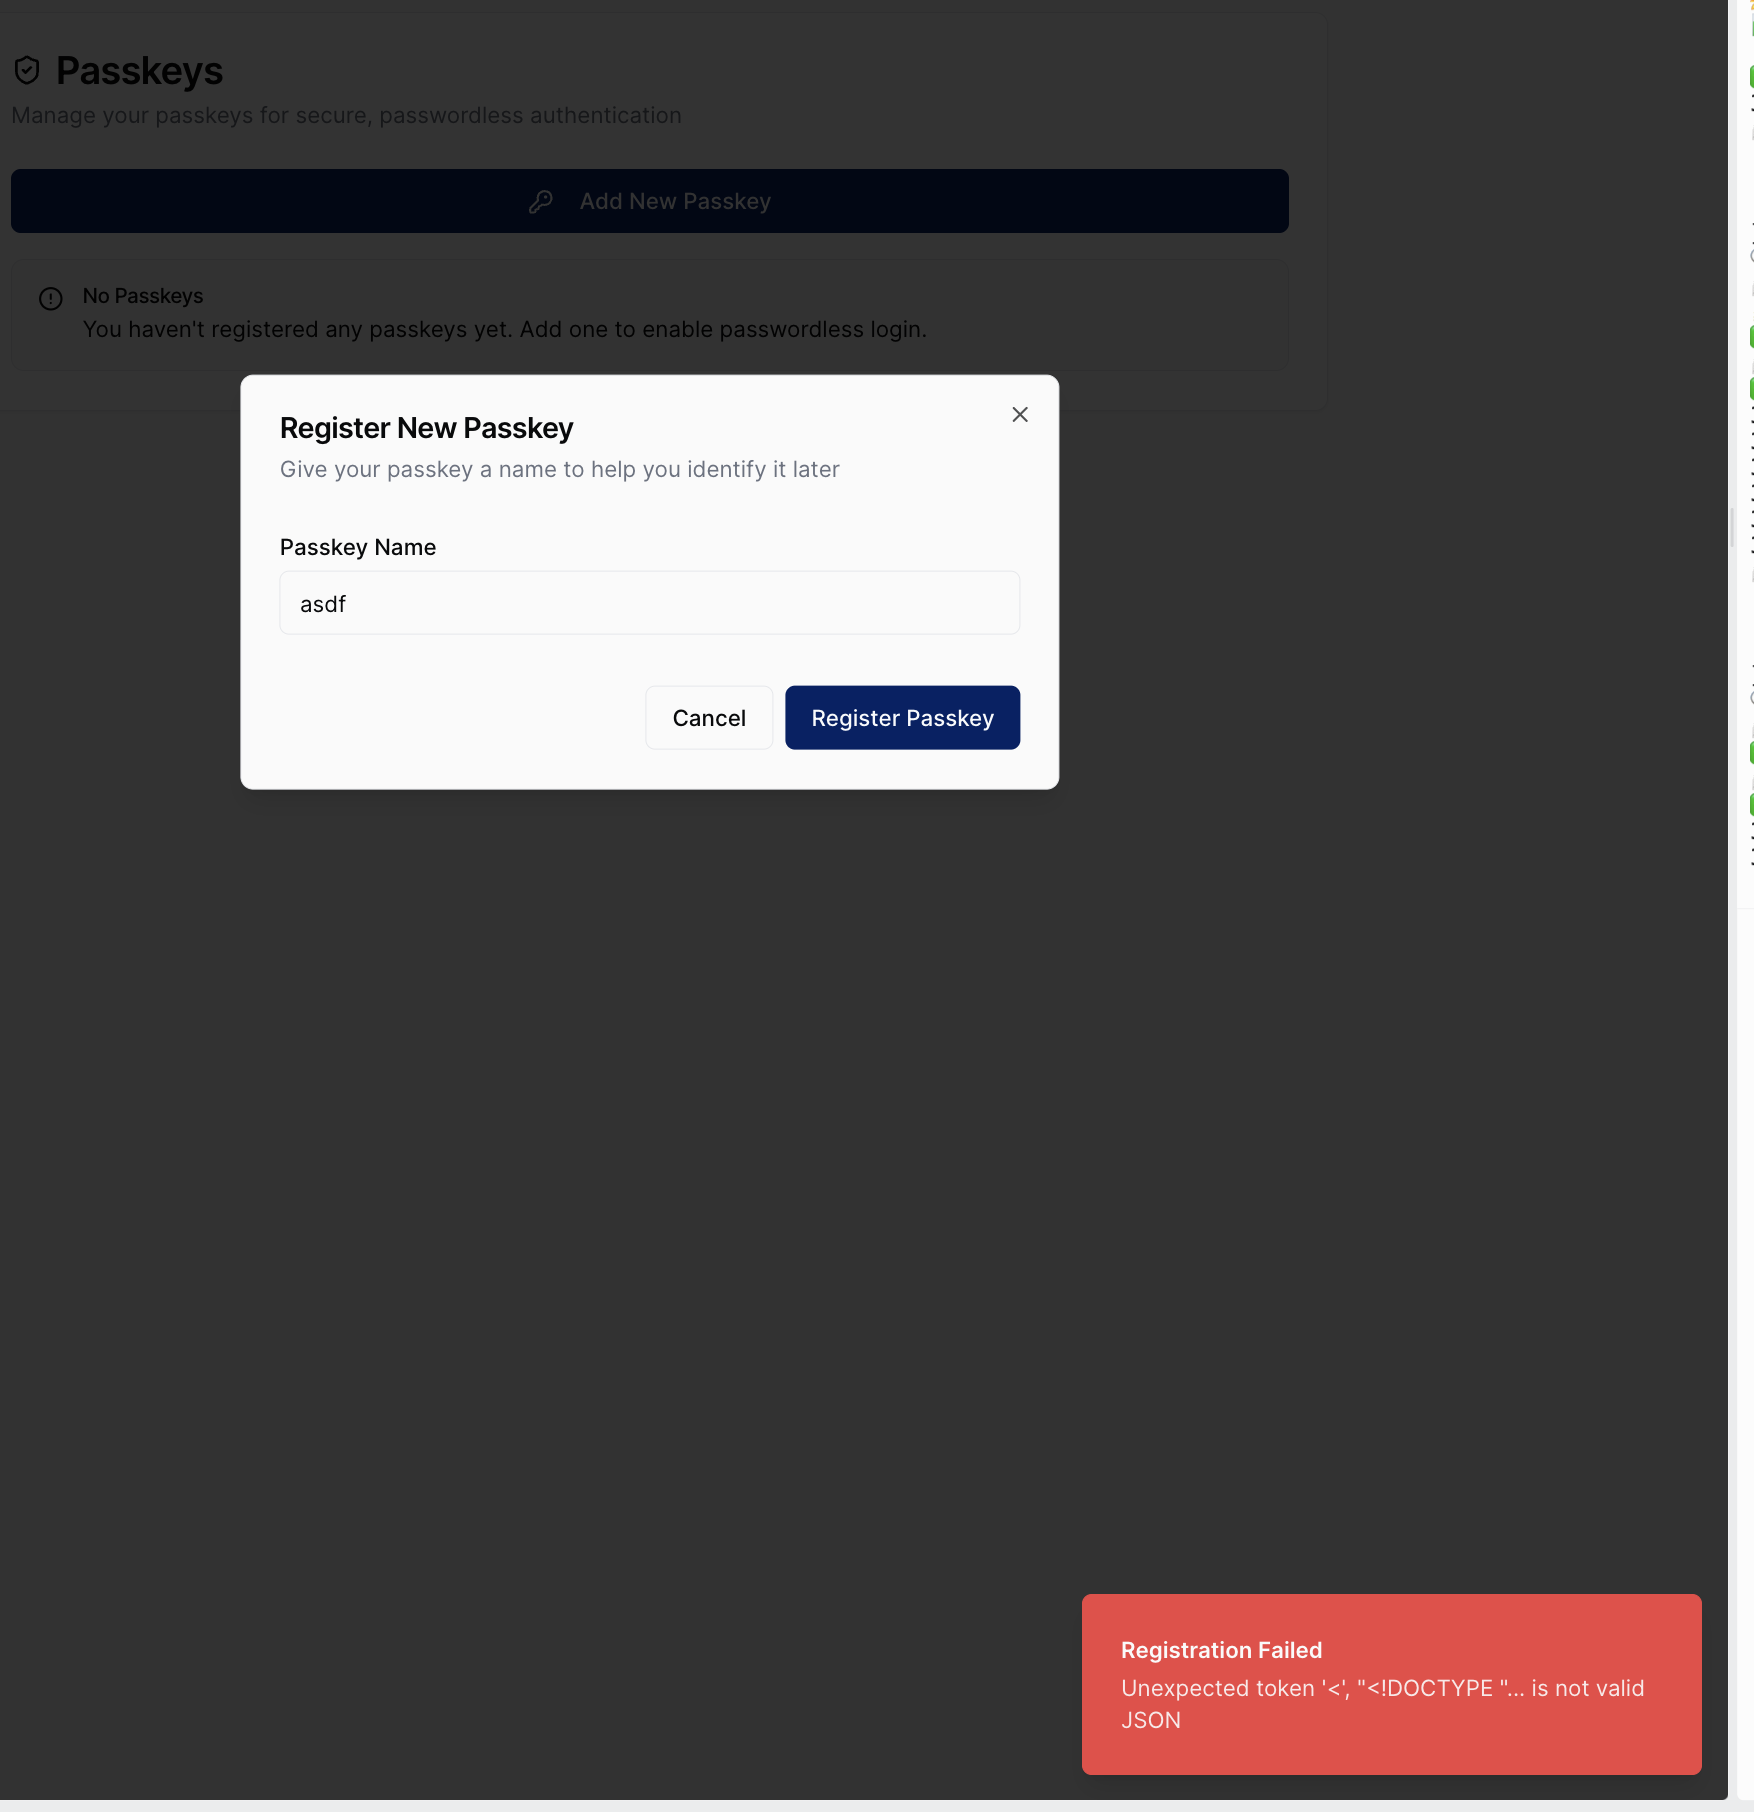 Passkeys
Manage your passkeys for secure, passwordless authentication
Add New Passkey
No Passkeys
You haven't registered any passkeys yet. Add one to enable passwordless login.
Register New Passkey
Give your passkey a name to help you identify it later
Passkey Name
asdf
Cancel
Register Passkey
Registration Failed
Unexpected token '<', "<!DOCTYPE "... is not valid
JSON